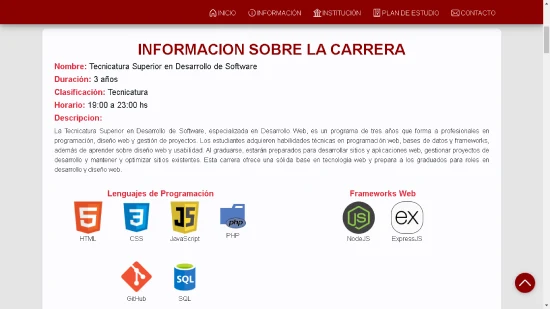 INICIO INFORMACIÓN INSTITUCIÓN PLAN DE ESTUDIO CONTACTO
INFORMACION SOBRE LA CARRERA
Nombre: Tecnicatura Superior en Desarrollo de Software
Duración: 3 años
Clasificación: Tecnicatura
Horario: 19:00 a 23:00 hs
Descripcion:
La Tecnicatura Superior en Desarrollo de Software, especializada en Desarrollo Web, es un programa de tres años que forma a profesionales en
programación, diseño web y gestión de proyectos. Los estudiantes adquieren habilidades técnicas en programación web, bases de datos y frameworks,
además de aprender sobre diseño web y usabilidad. Al graduarse, estarán preparados para desarrollar sitios y aplicaciones web, gestionar proyectos de
desarrollo y mantener y optimizar sitios existentes. Esta carrera ofrece una sólida base en tecnología web y prepara a los graduados para roles en
desarrollo y diseño web.
Lenguajes de Programación Frameworks Web
5 3 JS php JS ex
HTML CSS JavaScript PHP NodeJS ExpressJS
SQL
GitHub SQL